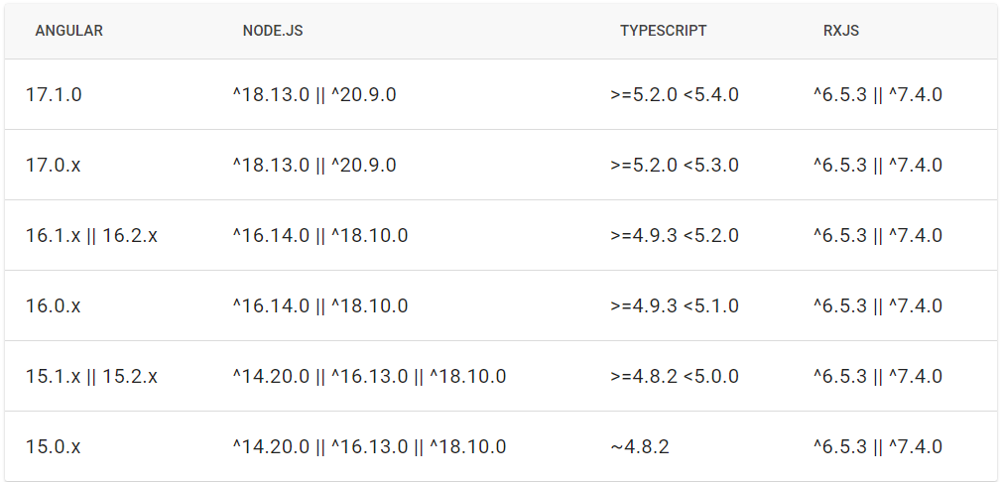 ANGULAR NODE.JS TYPESCRIPT RXJS
17.1.0 ^18.13.0 || ^20.9.0 >=5.2.0 <5.4.0 ^6.5.3 || ^7.4.0
17.0.x ^18.13.0 || ^20.9.0 >=5.2.0 <5.3.0 ^6.5.3 || ^7.4.0
16.1.x || 16.2.x ^16.14.0 || ^18.10.0 >=4.9.3 <5.2.0 ^6.5.3 || ^7.4.0
16.0.x ^16.14.0 || ^18.10.0 >=4.9.3 <5.1.0 ^6.5.3 || ^7.4.0
15.1.x || 15.2.x ^14.20.0 || ^16.13.0 || ^18.10.0 >=4.8.2 <5.0.0 ^6.5.3 || ^7.4.0
15.0.x ^14.20.0 || ^16.13.0 || ^18.10.0 ~4.8.2 ^6.5.3 || ^7.4.0